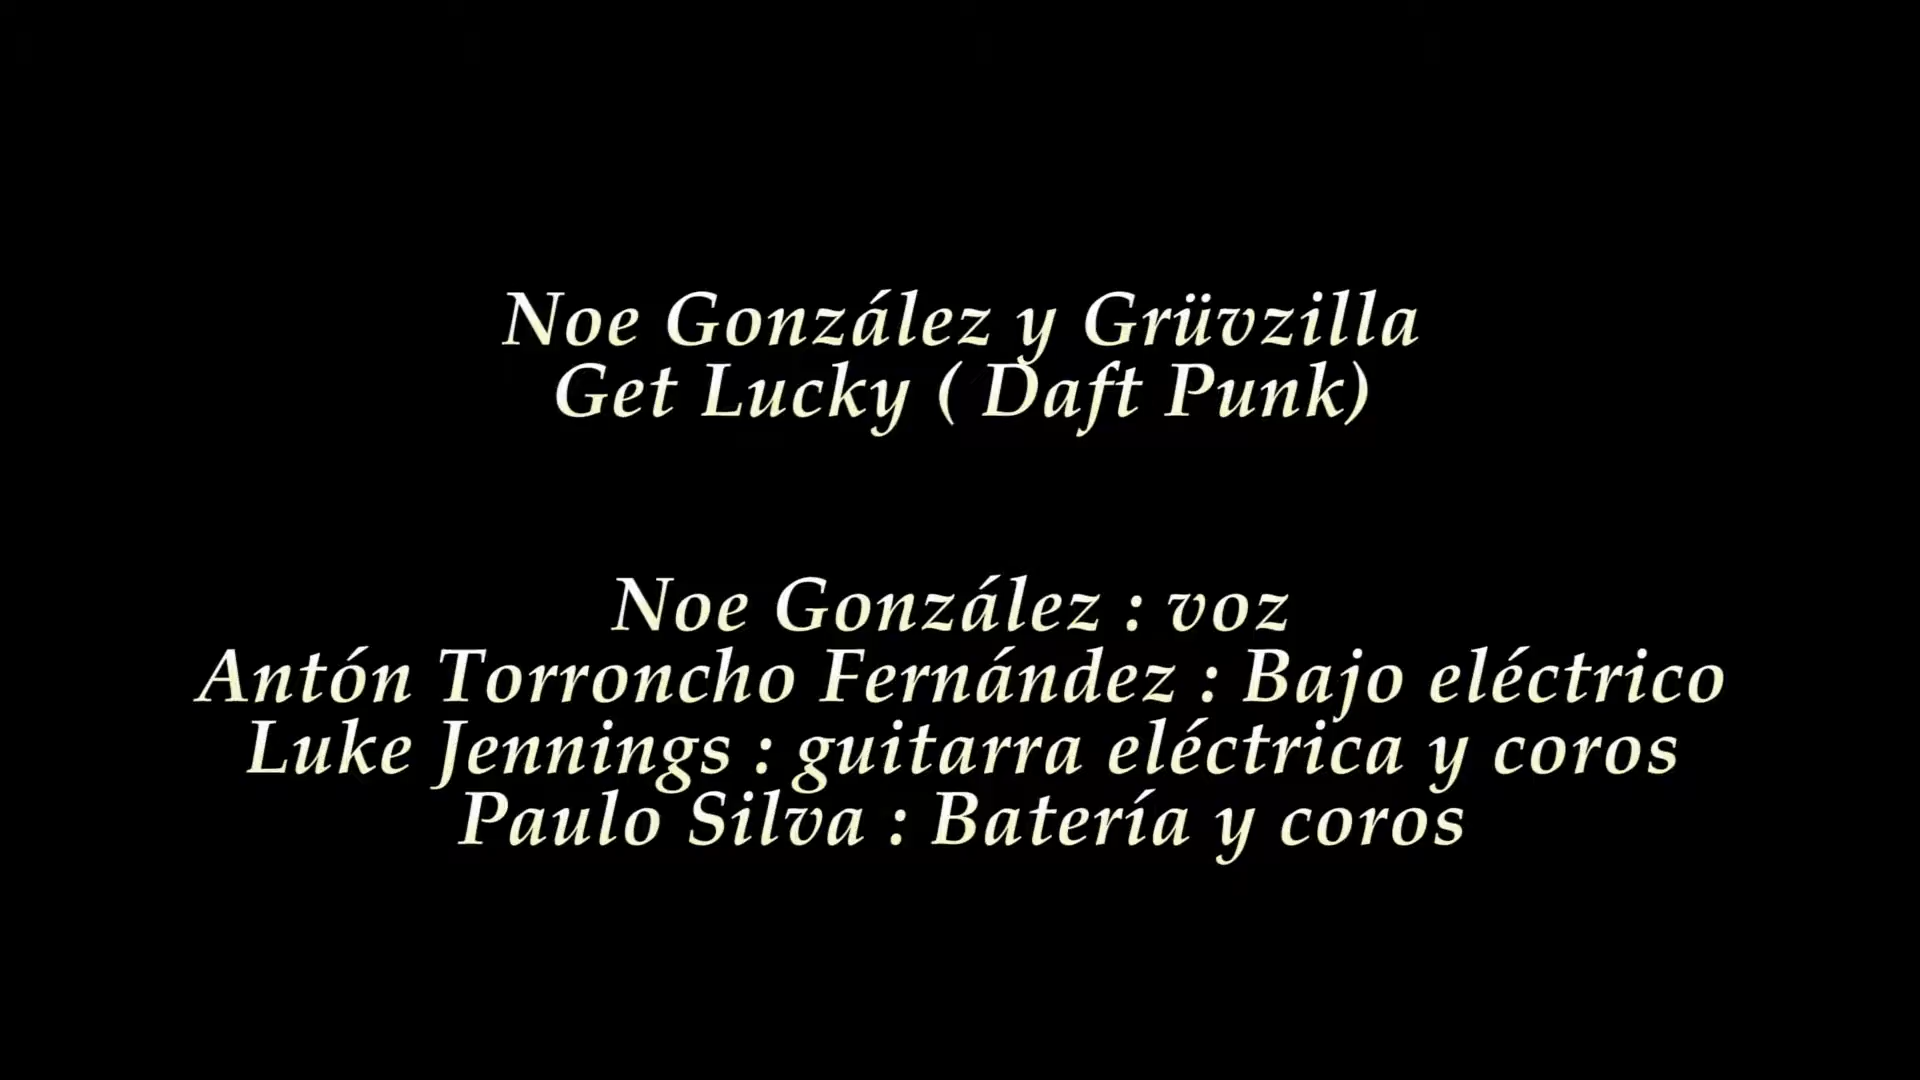 Noe González y Grüvzilla
Get Lucky ( Daft Punk)
Noe González : voz
Antón Torroncho Fernández : Bajo eléctrico
Luke Jennings : guitarra eléctrica y coros
Paulo Silva : Batería y coros